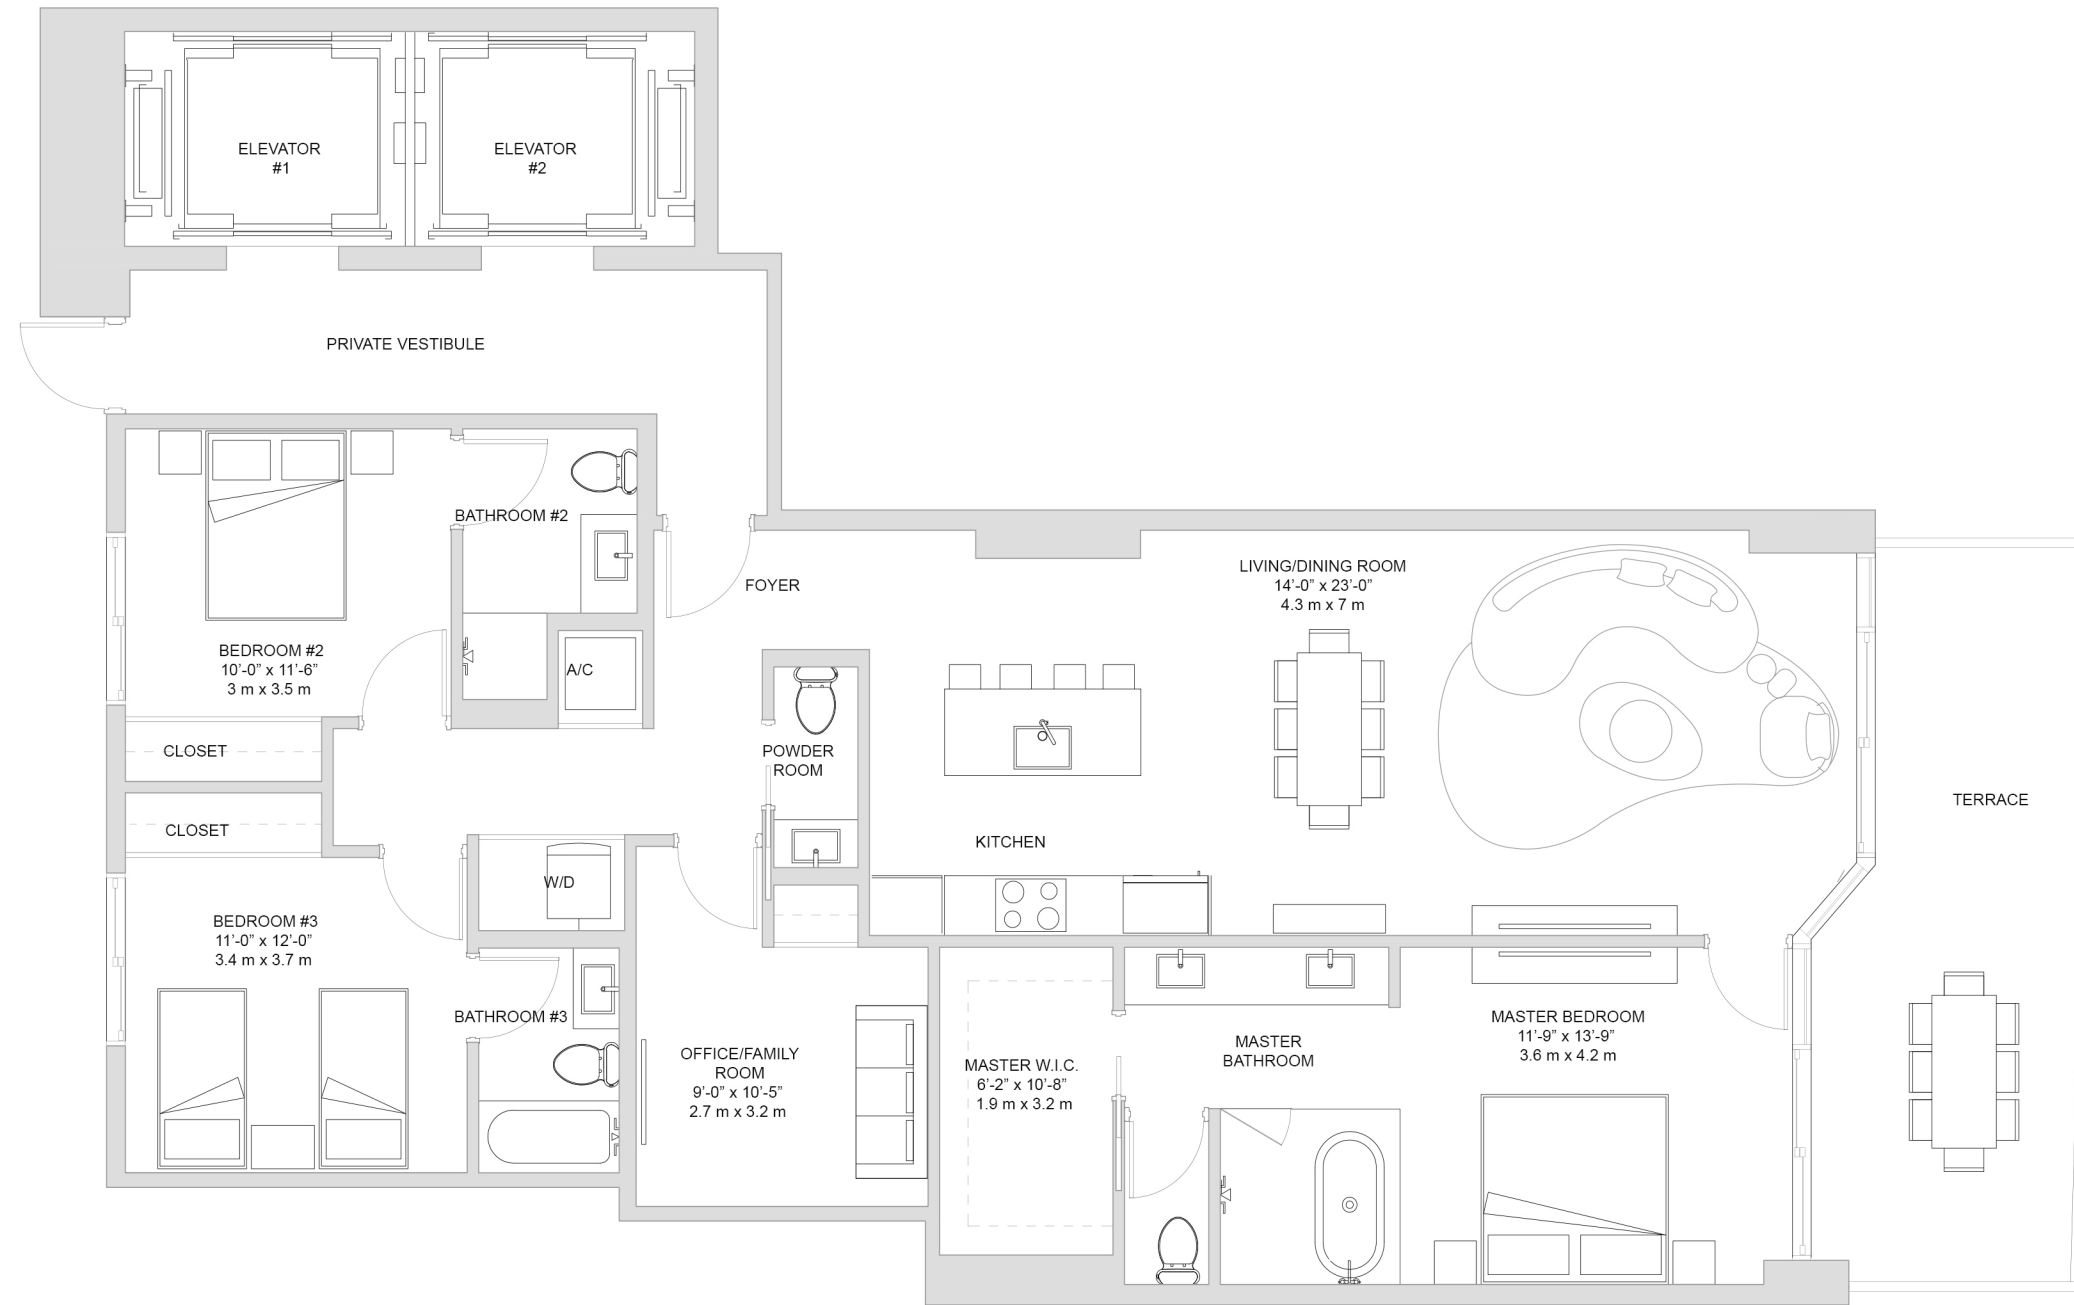 ELEVATOR
#1
ELEVATOR
#2
PRIVATE VESTIBULE
BATHROOM #2
FOYER
LIVING/DINING ROOM
14’-0” x 23’-0”
4.3 m x 7 m
BEDROOM #2
10’-0” x 11’-6”
3 m x 3.5 m
A/C
CLOSET
POWDER
ROOM
TERRACE
CLOSET
KITCHEN
W/D
BEDROOM #3
11’-0” x 12’-0”
3.4 m x 3.7 m
BATHROOM #3
OFFICE/FAMILY
ROOM
9’-0” x 10’-5”
2.7 m x 3.2 m
MASTER W.I.C.
6’-2” x 10’-8”
1.9 m x 3.2 m
MASTER
BATHROOM
MASTER BEDROOM
11’-9” x 13’-9”
3.6 m x 4.2 m